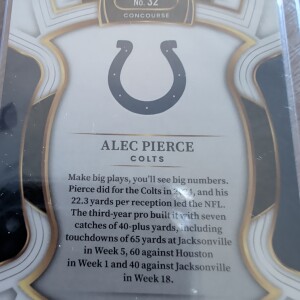 No. 32
CONCOURSE
ALEC PIERCE
COLTS
Make big plays, you'll see big numbers.
Pierce did for the Colts in and his
22.3 yards per reception led the NFL.
The third-year pro built it with seven
catches of 40-plus yards, including
touchdowns of 65 yards at Jacksonville
in Week 5, 60 against Houston
in Week 1 and 40 against Jacksonville
in Week 18.